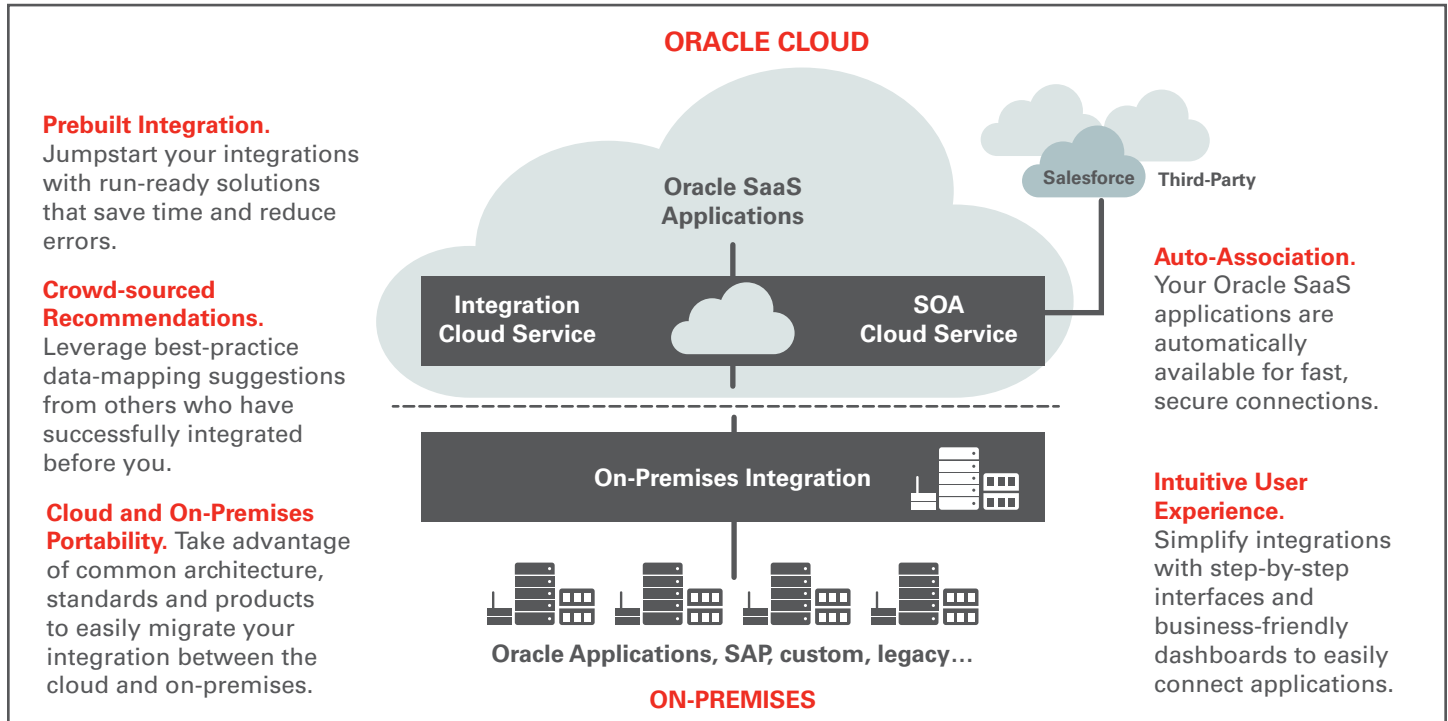 ORACLE CLOUD
Prebuilt Integration.
Jumpstart your integrations
with run-ready solutions
that save time and reduce
errors.
Crowd-sourced
Recommendations.
Leverage best-practice
data-mapping suggestions
from others who have
successfully integrated
before you.
Cloud and On-Premises
Portability. Take advantage
of common architecture,
standards and products
to easily migrate your
integration between the
cloud and on-premises.
Oracle SaaS
Applications
Integration
Cloud Service
SOA
Cloud Service
On-Premises Integration
Oracle Applications, SAP, custom, legacy...
ON-PREMISES
Salesforce
Third-Party
Auto-Association.
Your Oracle SaaS
applications are
automatically
available for fast,
secure connections.
Intuitive User
Experience.
Simplify integrations
with step-by-step
interfaces and
business-friendly
dashboards to easily
connect applications.